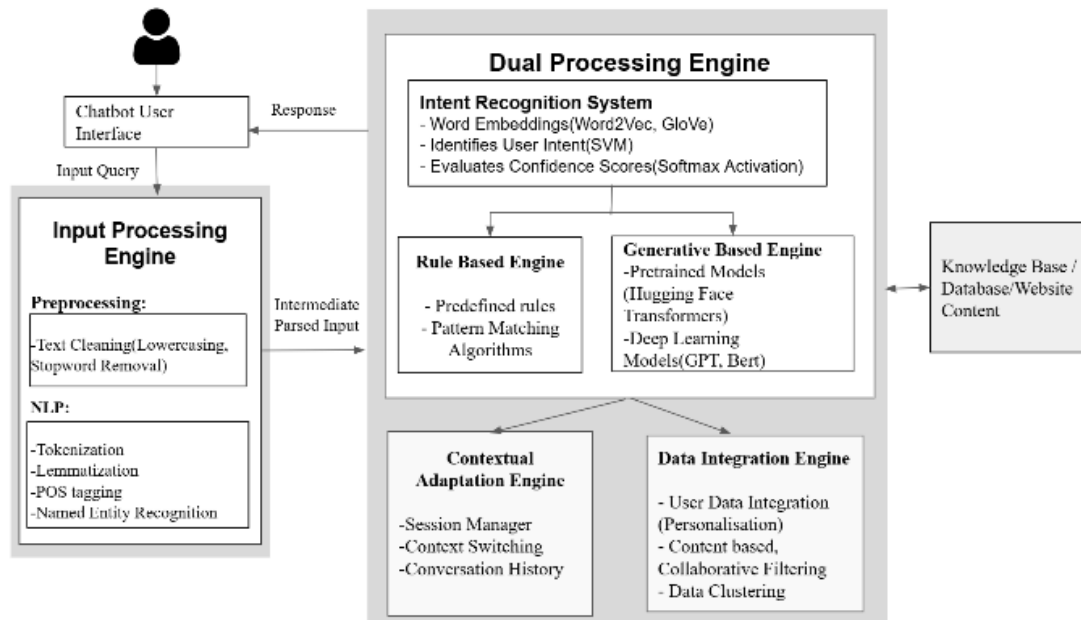 Chatbot User
Interface
Response
Input Query
Input Processing
Engine
Preprocessing:
-Text Cleaning(Lowercasing,
Stopword Removal)
NLP:
-Tokenization
-Lemmatization
-POS tagging
-Named Entity Recognition
Intermediate
Parsed Input
Dual Processing Engine
Intent Recognition System
- Word Embeddings(Word2Vec, GloVe)
- Identifies User Intent(SVM)
- Evaluates Confidence Scores(Softmax Activation)
Rule Based Engine
- Predefined rules
- Pattern Matching
Algorithms
Generative Based Engine
-Pretrained Models
(Hugging Face
Transformers)
-Deep Learning
Models(GPT, Bert)
Knowledge Base /
Database/Website
Content
Contextual
Adaptation Engine
-Session Manager
-Context Switching
-Conversation History
Data Integration Engine
- User Data Integration
(Personalisation)
- Content based,
Collaborative Filtering
- Data Clustering